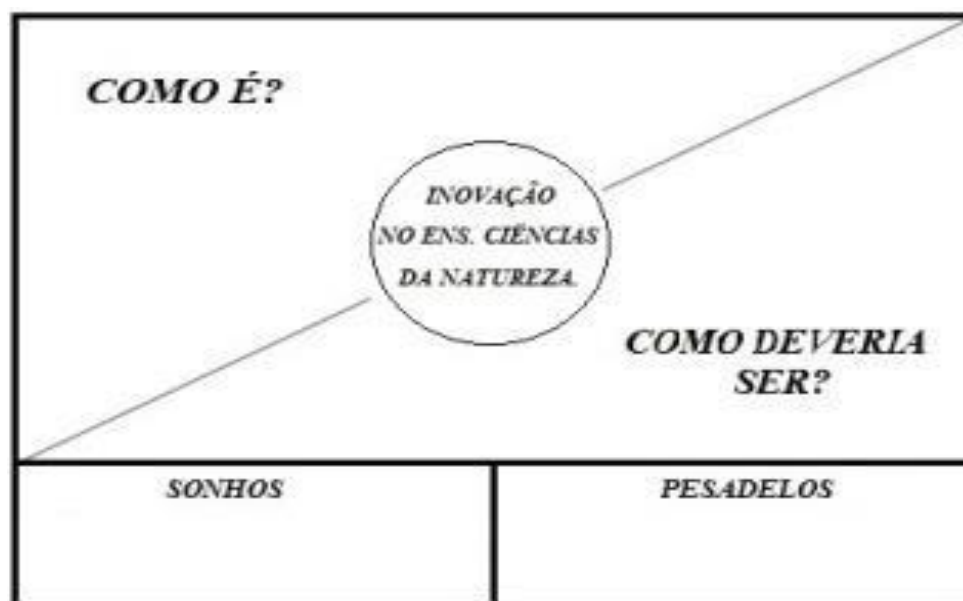 COMO É?
INOVAÇÃO
NO ENS. CIÊNCIAS
DA NATUREZA.
COMO DEVERIA
SER?
SONHOS
PESADELOS